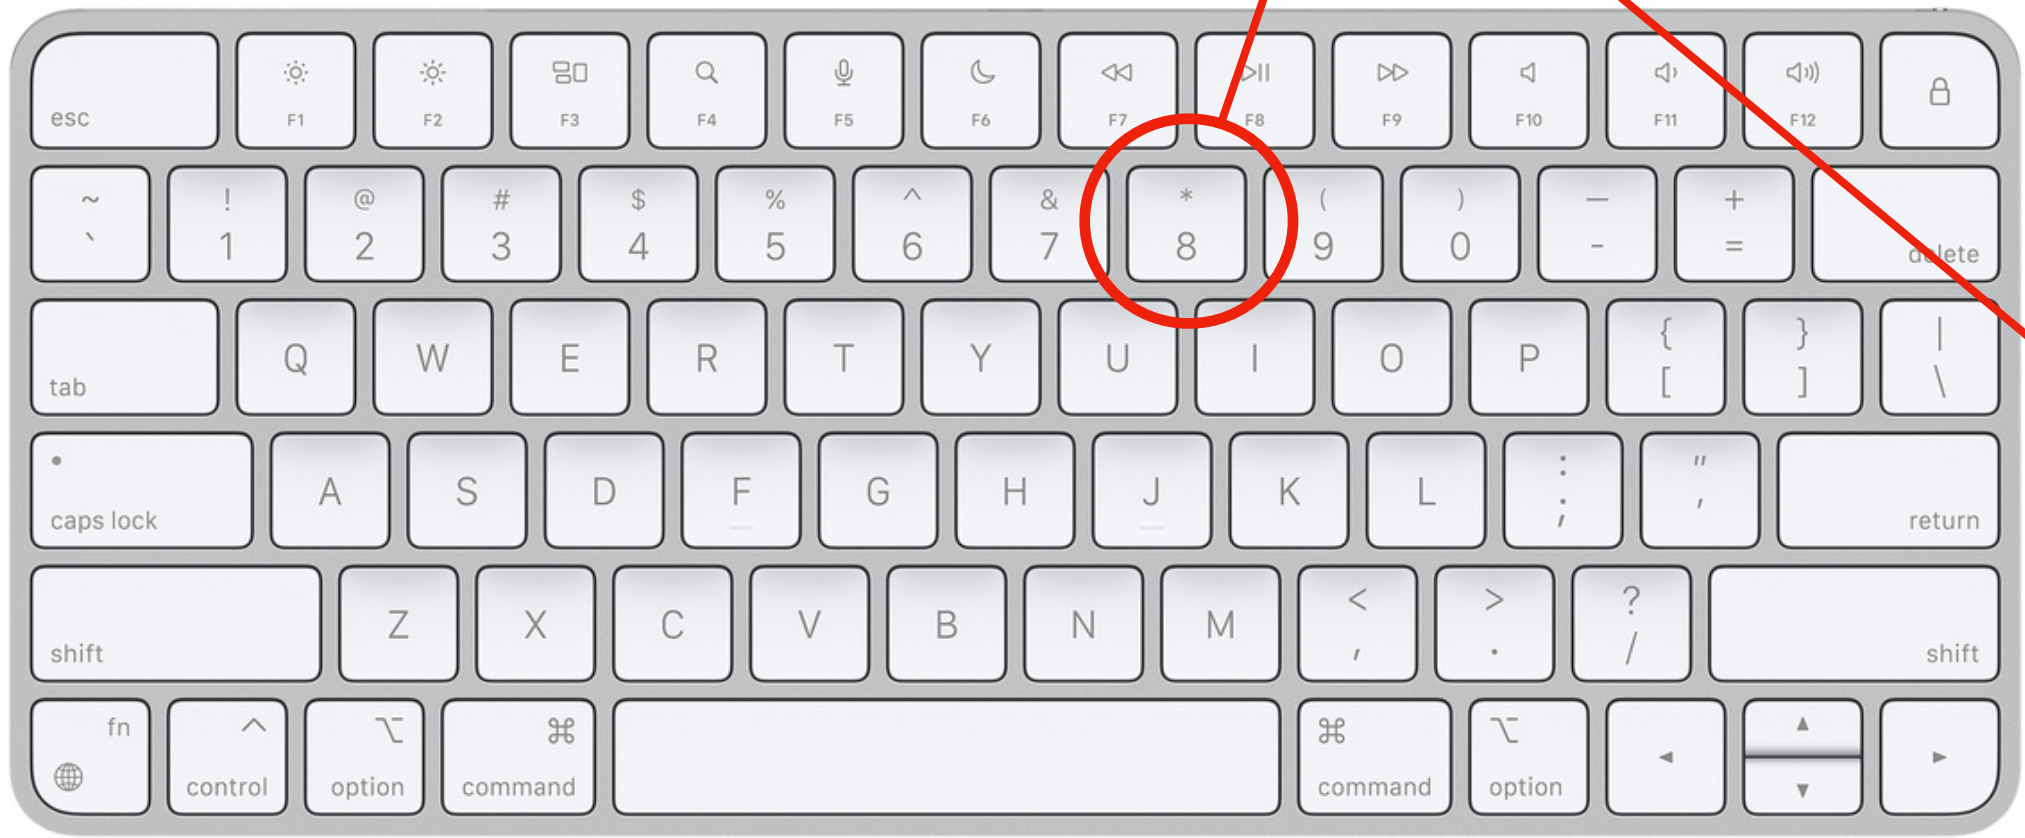 esc F1 F2 F3 F4 F5 F6 F7 F8 F9 F10 F11 F12
~ ! @ # $ % ^ & * ( ) — +
` 1 2 3 4 5 6 7 8 9 0 - = delete
tab Q W E R T Y U I O P { } |
[ ] \
caps lock A S D F G H J K L : "
; ' return
shift Z X C V B N M < > ?
, . / shift
fn ^ ⌥ ⌘ ⌘ ⌥ ◀ ▲ ▶
control option command command option ▼